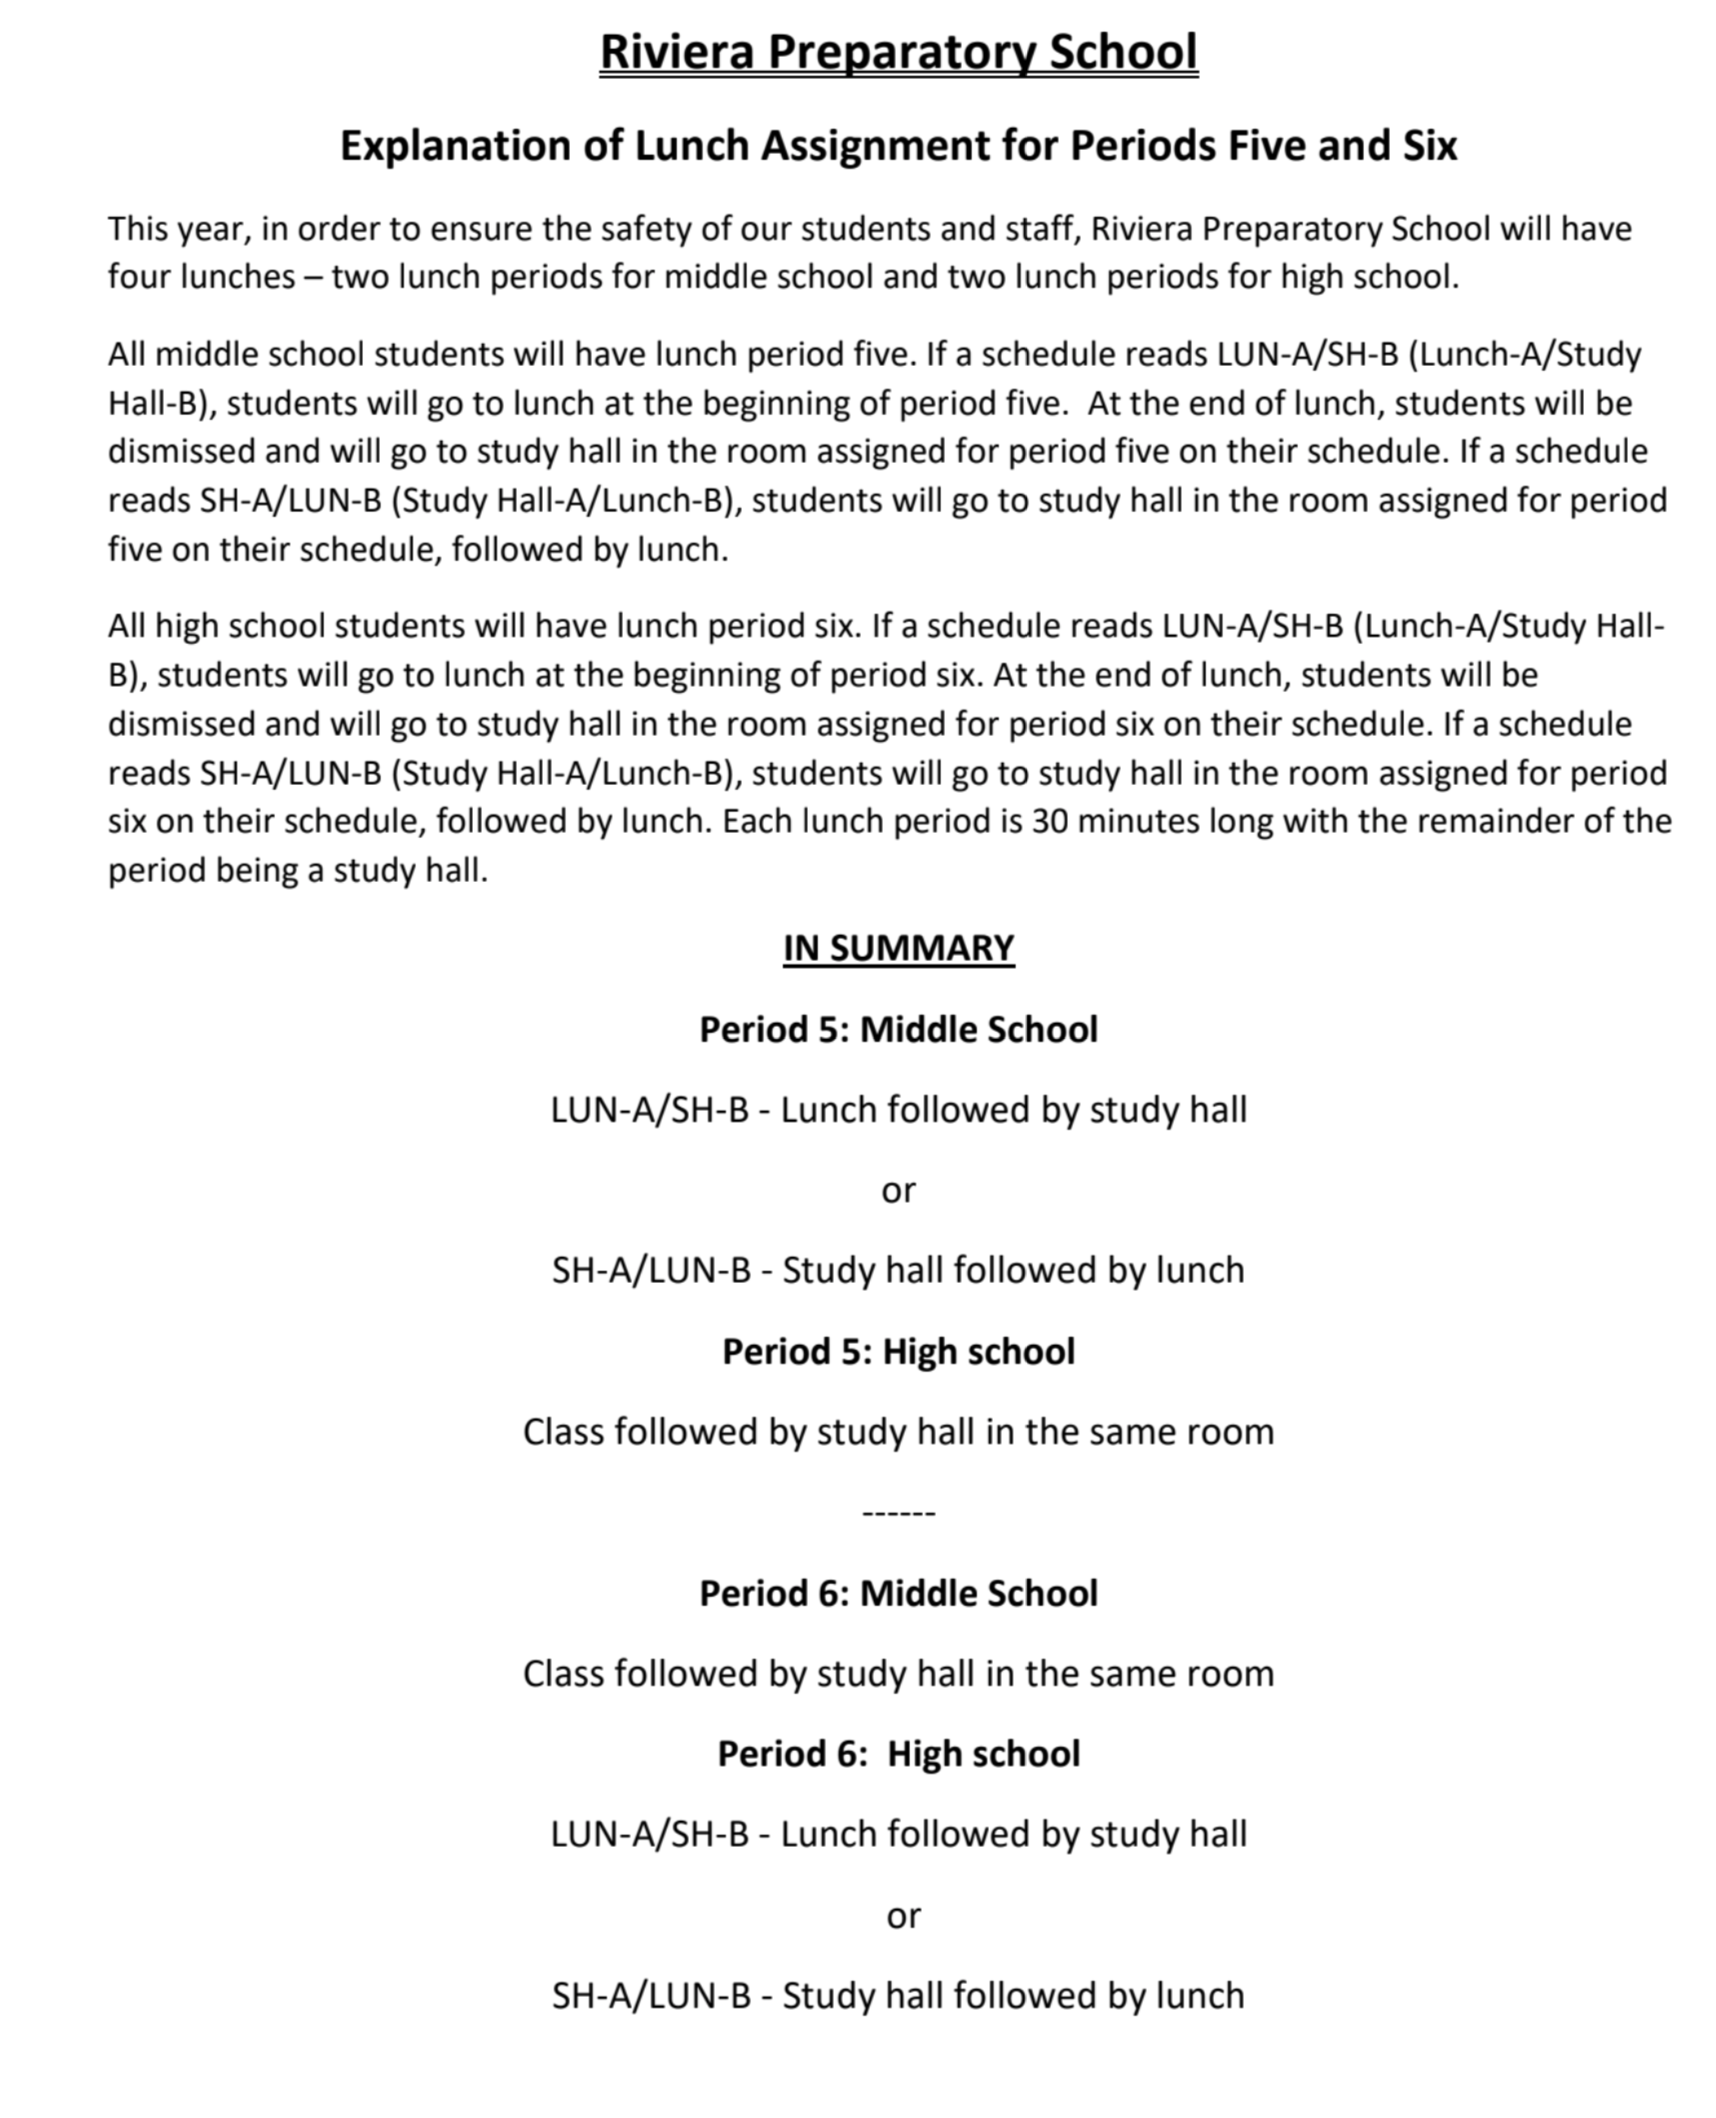 Riviera Preparatory School
Explanation of Lunch Assignment for Periods Five and Six
This year, in order to ensure the safety of our students and staff, Riviera Preparatory School will have
four lunches – two lunch periods for middle school and two lunch periods for high school.
All middle school students will have lunch period five. If a schedule reads LUN-A/SH-B (Lunch-A/Study
Hall-B), students will go to lunch at the beginning of period five.  At the end of lunch, students will be
dismissed and will go to study hall in the room assigned for period five on their schedule. If a schedule
reads SH-A/LUN-B (Study Hall-A/Lunch-B), students will go to study hall in the room assigned for period
five on their schedule, followed by lunch.
All high school students will have lunch period six. If a schedule reads LUN-A/SH-B (Lunch-A/Study Hall-
B), students will go to lunch at the beginning of period six. At the end of lunch, students will be
dismissed and will go to study hall in the room assigned for period six on their schedule. If a schedule
reads SH-A/LUN-B (Study Hall-A/Lunch-B), students will go to study hall in the room assigned for period
six on their schedule, followed by lunch. Each lunch period is 30 minutes long with the remainder of the
period being a study hall.
IN SUMMARY
Period 5: Middle School
LUN-A/SH-B - Lunch followed by study hall
or
SH-A/LUN-B - Study hall followed by lunch
Period 5: High school
Class followed by study hall in the same room
------
Period 6: Middle School
Class followed by study hall in the same room
Period 6:  High school
LUN-A/SH-B - Lunch followed by study hall
or
SH-A/LUN-B - Study hall followed by lunch